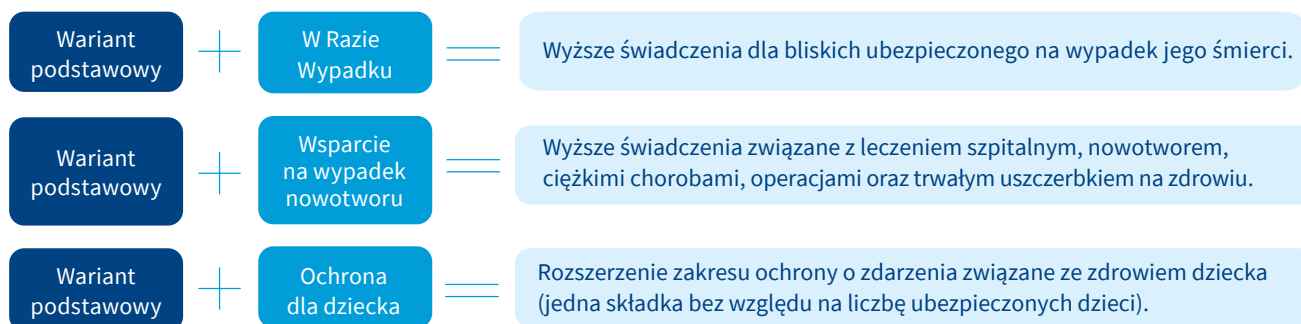 Wariant
podstawowy
W Razie
Wypadku
Wyższe świadczenia dla bliskich ubezpieczonego na wypadek jego śmierci.
Wariant
podstawowy
Wsparcie
na wypadek
nowotworu
Wyższe świadczenia związane z leczeniem szpitalnym, nowotworem,
ciężkimi chorobami, operacjami oraz trwałym uszczerbkiem na zdrowiu.
Wariant
podstawowy
Ochrona
dla dziecka
Rozszerzenie zakresu ochrony o zdarzenia związane ze zdrowiem dziecka
(jedna składka bez względu na liczbę ubezpieczonych dzieci).